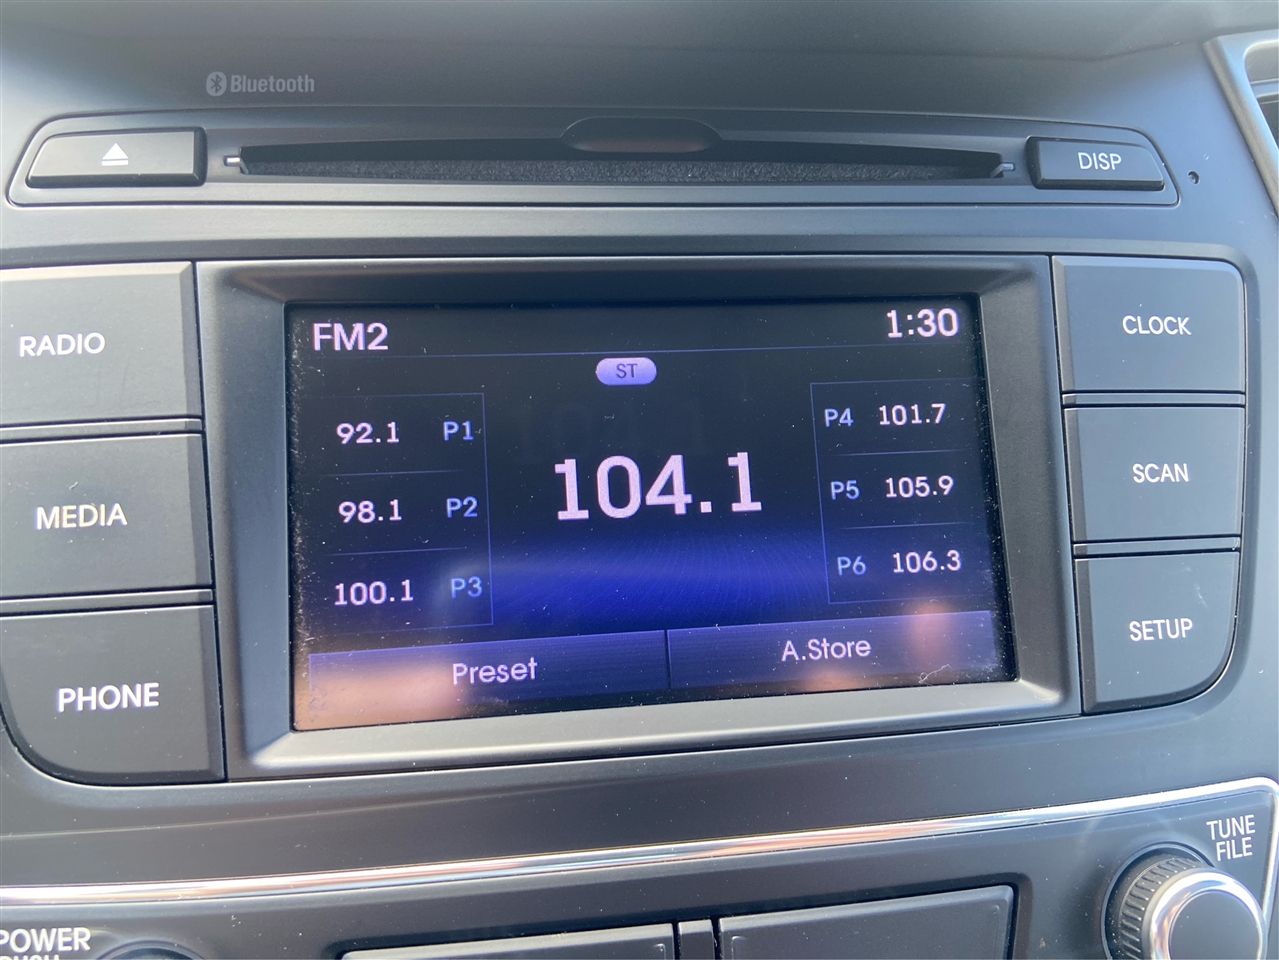 Bluetooth
DISP
RADIO
MEDIA
PHONE
FM2
1:30
ST
92.1 P1
98.1 P2
100.1 P3
104.1
P4 101.7
P5 105.9
P6 106.3
Preset
A.Store
CLOCK
SCAN
SETUP
TUNE
FILE
POWER